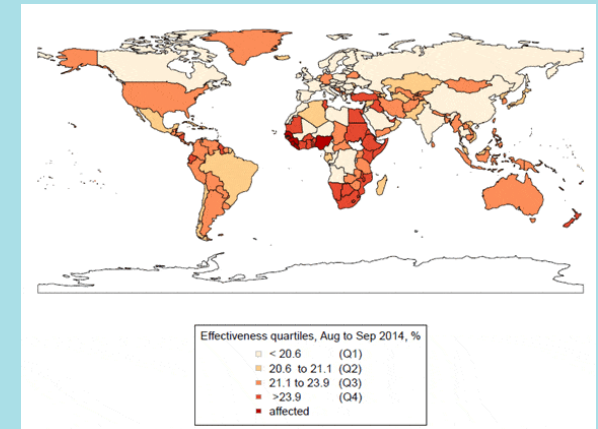 Effectiveness quartiles, Aug to Sep 2014, %
< 20.6 (Q1)
20.6 to 21.1 (Q2)
21.1 to 23.9 (Q3)
>23.9 (Q4)
affected